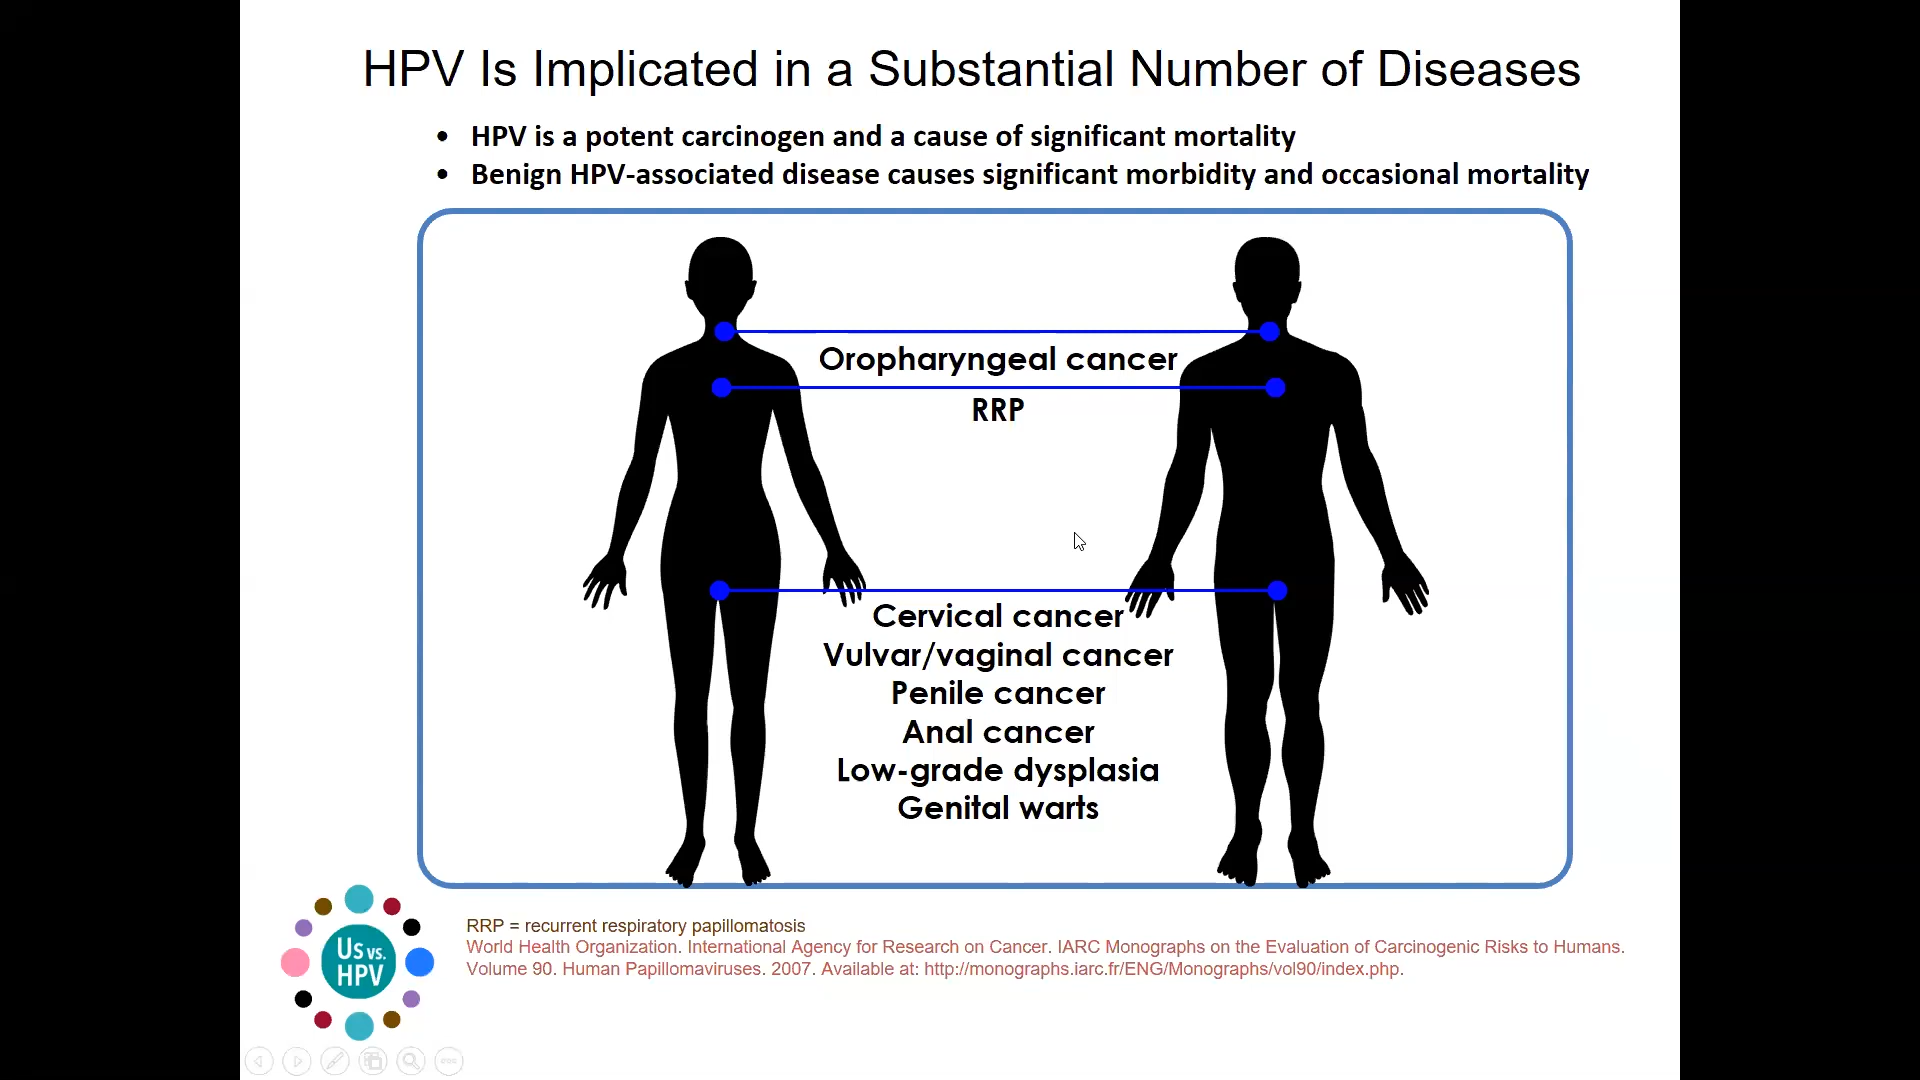 HPV Is Implicated in a Substantial Number of Diseases
• HPV is a potent carcinogen and a cause of significant mortality
• Benign HPV-associated disease causes significant morbidity and occasional mortality
Oropharyngeal cancer
RRP
Cervical cancer
Vulvar/vaginal cancer
Penile cancer
Anal cancer
Low-grade dysplasia
Genital warts
Us vs.
HPV
RRP = recurrent respiratory papillomatosis
World Health Organization. International Agency for Research on Cancer. IARC Monographs on the Evaluation of Carcinogenic Risks to Humans.
Volume 90. Human Papillomaviruses. 2007. Available at: http://monographs.iarc.fr/ENG/Monographs/vol90/index.php.